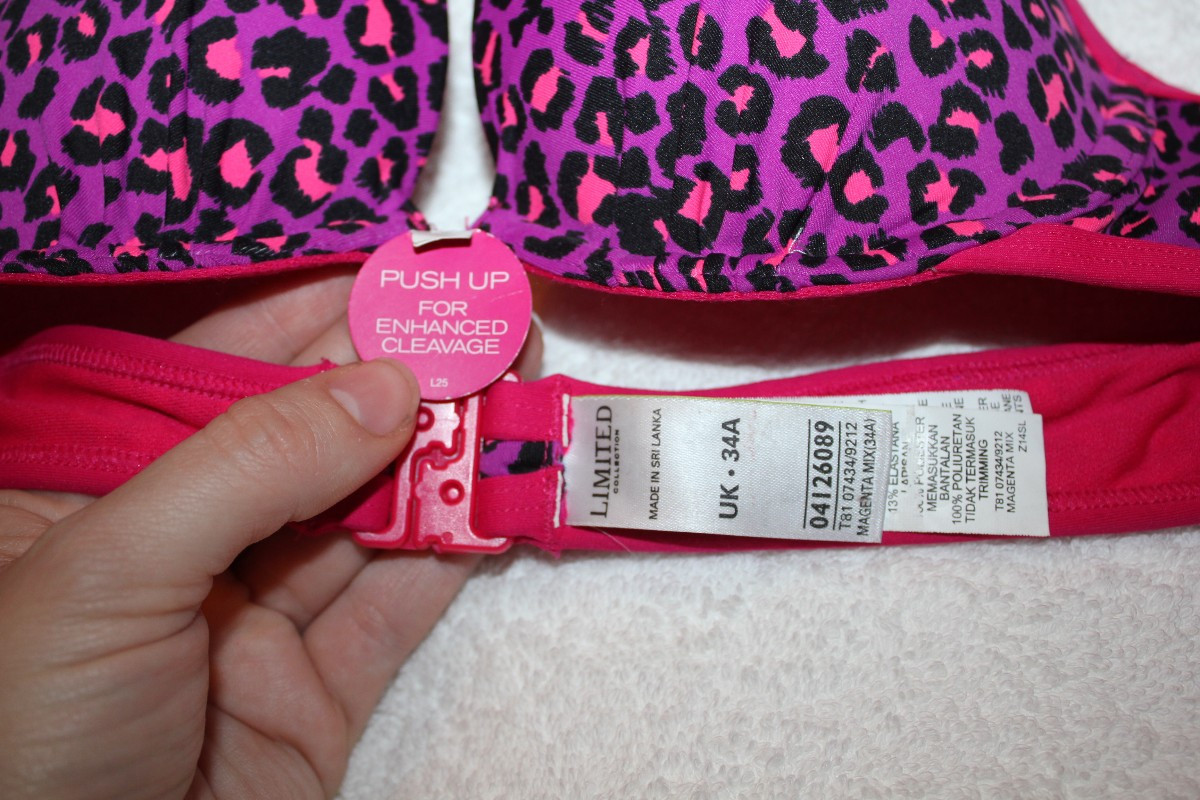 PUSH UP
FOR
ENHANCED
CLEAVAGE
L25
LIMITED
COLLECTION
MADE IN SRI LANKA
UK • 34A
04126089
T81 07434/9212
MAGENTA MIX(34A)/
13% ELASTANA
MEMASUKKAN
BANTALAN
100% POLIURETAN
TIDAK TERMASUK
TRIMMING
T81 07434/9212
MAGENTA MIX
Z14SL